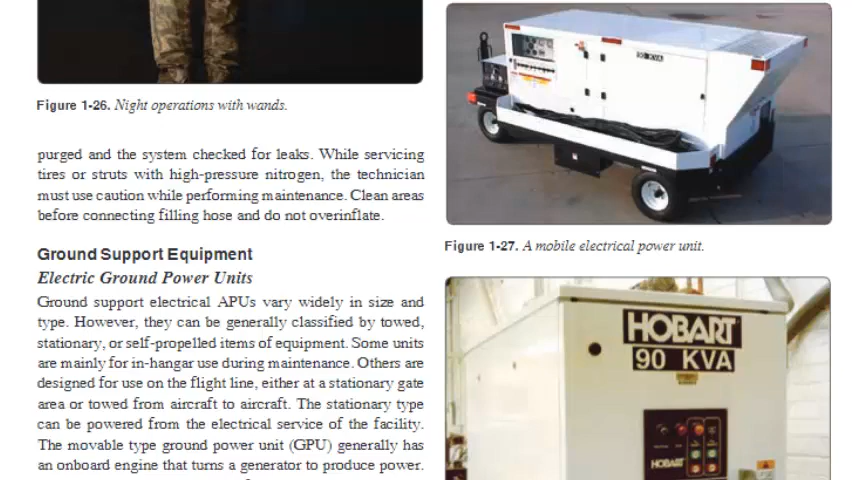 Figure 1-26. Night operations with wands.
purged and the system checked for leaks. While servicing
tires or struts with high-pressure nitrogen, the technician
must use caution while performing maintenance. Clean areas
before connecting filling hose and do not overinflate.
Ground Support Equipment
Electric Ground Power Units
Ground support electrical APUs vary widely in size and
type. However, they can be generally classified by towed,
stationary, or self-propelled items of equipment. Some units
are mainly for in-hangar use during maintenance. Others are
designed for use on the flight line, either at a stationary gate
area or towed from aircraft to aircraft. The stationary type
can be powered from the electrical service of the facility.
The movable type ground power unit (GPU) generally has
an onboard engine that turns a generator to produce power.
90 KVA
Figure 1-27. A mobile electrical power unit.
HOBART
90 KVA
HOBART